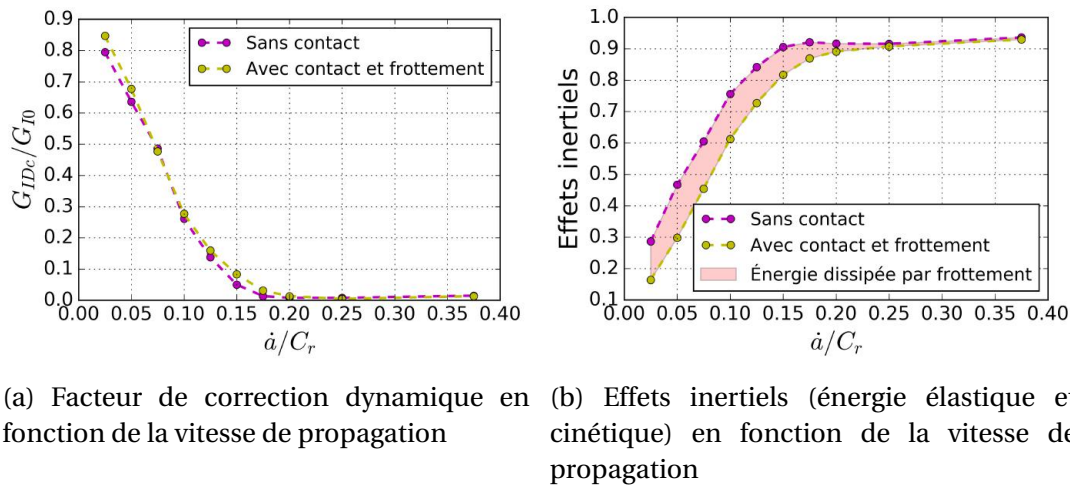 0.9
0.8
0.7
0.6
0.5
0.4
0.3
0.2
0.1
0.0
G_{IDc}/G_{I0}
Sans contact
Avec contact et frottement
0.00 0.05 0.10 0.15 0.20 0.25 0.30 0.35 0.40
ȧ/C_r
1.0
0.9
0.8
0.7
0.6
0.5
0.4
0.3
0.2
0.1
Effets inertiels
Sans contact
Avec contact et frottement
Énergie dissipée par frottement
0.00 0.05 0.10 0.15 0.20 0.25 0.30 0.35 0.40
ȧ/C_r
(a) Facteur de correction dynamique en
fonction de la vitesse de propagation
(b) Effets inertiels (énergie élastique et
cinétique) en fonction de la vitesse de
propagation